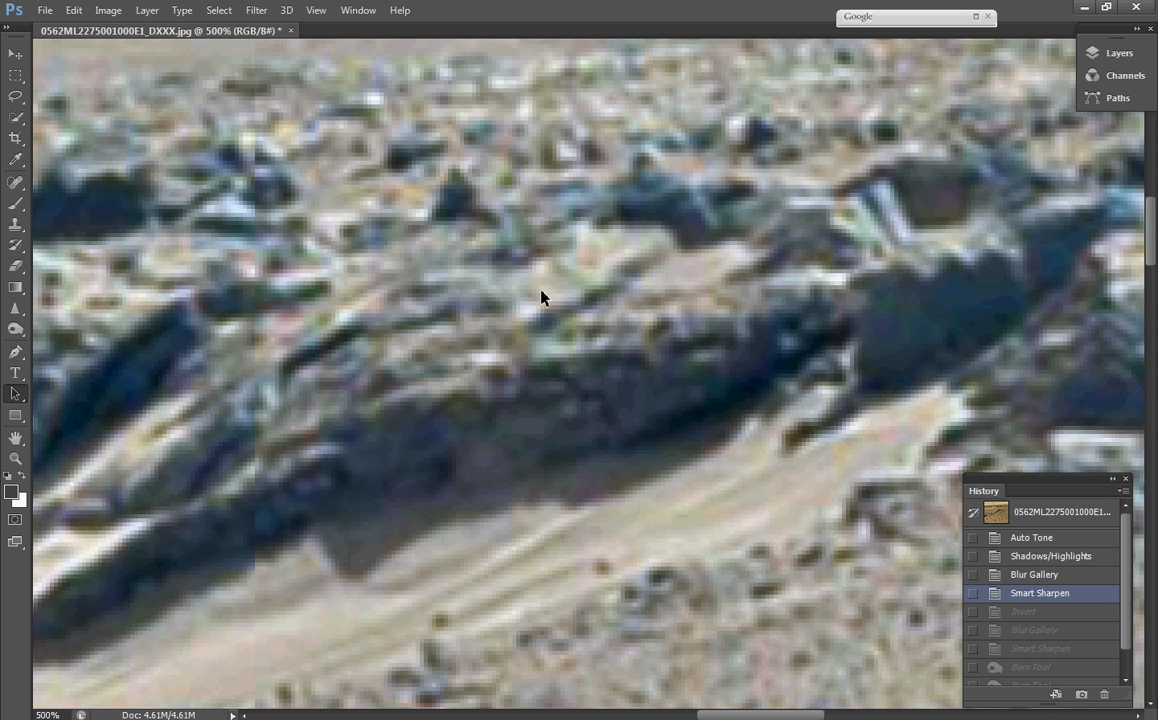 Ps File Edit Image Layer Type Select Filter 3D View Window Help
Google
0562ML2275001000E1_DXXX.jpg @ 500% (RGB/8#) * ×
Layers
Channels
Paths
History
0562ML2275001000E1...
Auto Tone
Shadows/Highlights
Blur Gallery
Smart Sharpen
Invert
Blur Gallery
Smart Sharpen
Burn Tool
500% Doc: 4.61M/4.61M